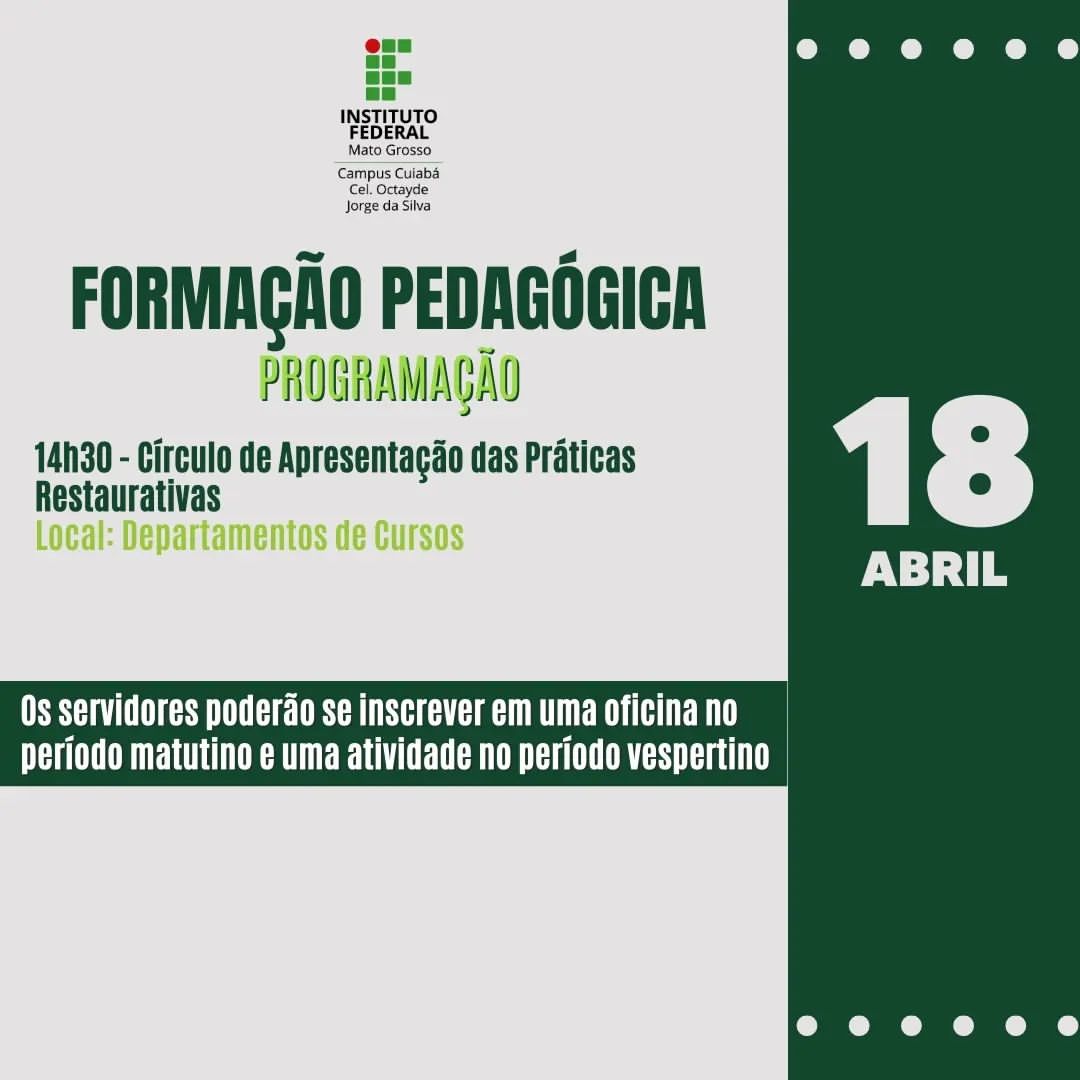 INSTITUTO
FEDERAL
Mato Grosso
Campus Cuiabá
Cel. Octayde
Jorge da Silva
FORMAÇÃO PEDAGÓGICA
PROGRAMAÇÃO
14h30 - Círculo de Apresentação das Práticas
Restaurativas
Local: Departamentos de Cursos
18
ABRIL
Os servidores poderão se inscrever em uma oficina no
período matutino e uma atividade no período vespertino